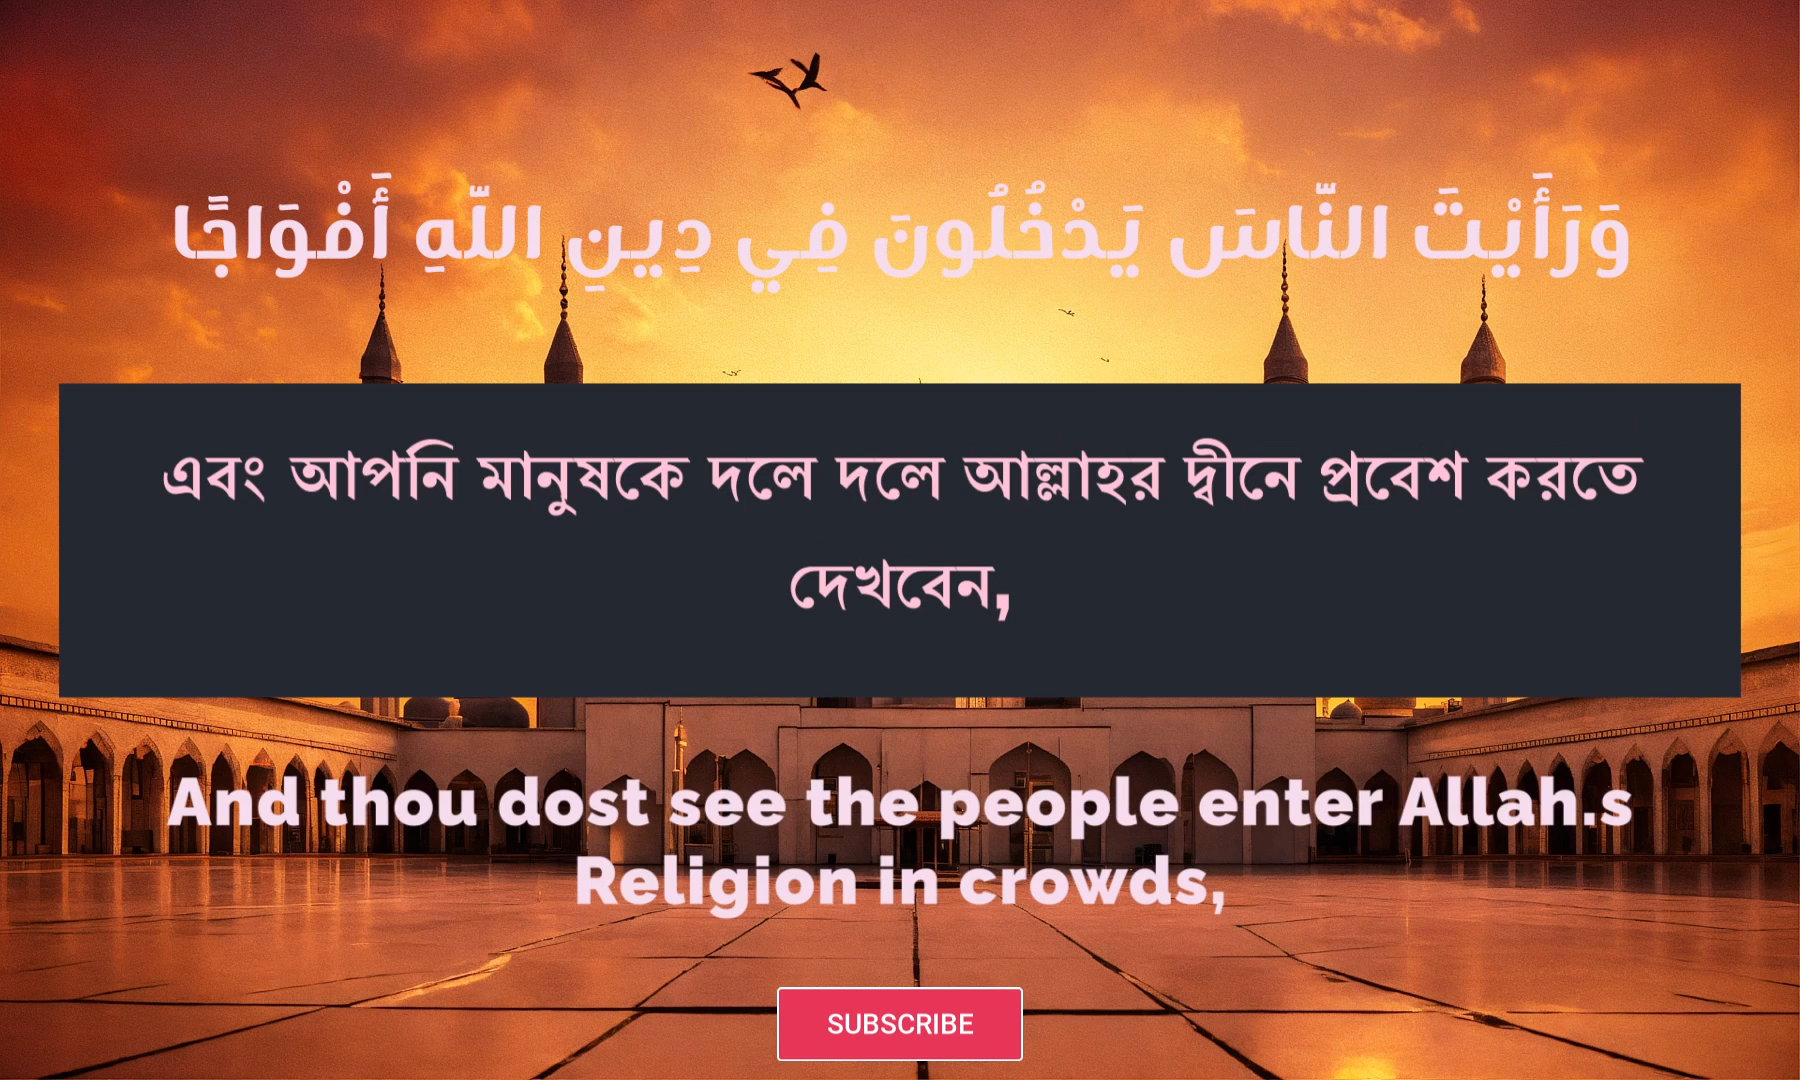 وَرَأَيْتَ النَّاسَ يَدْخُلُونَ فِي دِينِ اللَّهِ أَفْوَاجًا
এবং আপনি মানুষকে দলে দলে আল্লাহর দ্বীনে প্রবেশ করতে
দেখবেন,
And thou dost see the people enter Allah.s
Religion in crowds,
SUBSCRIBE